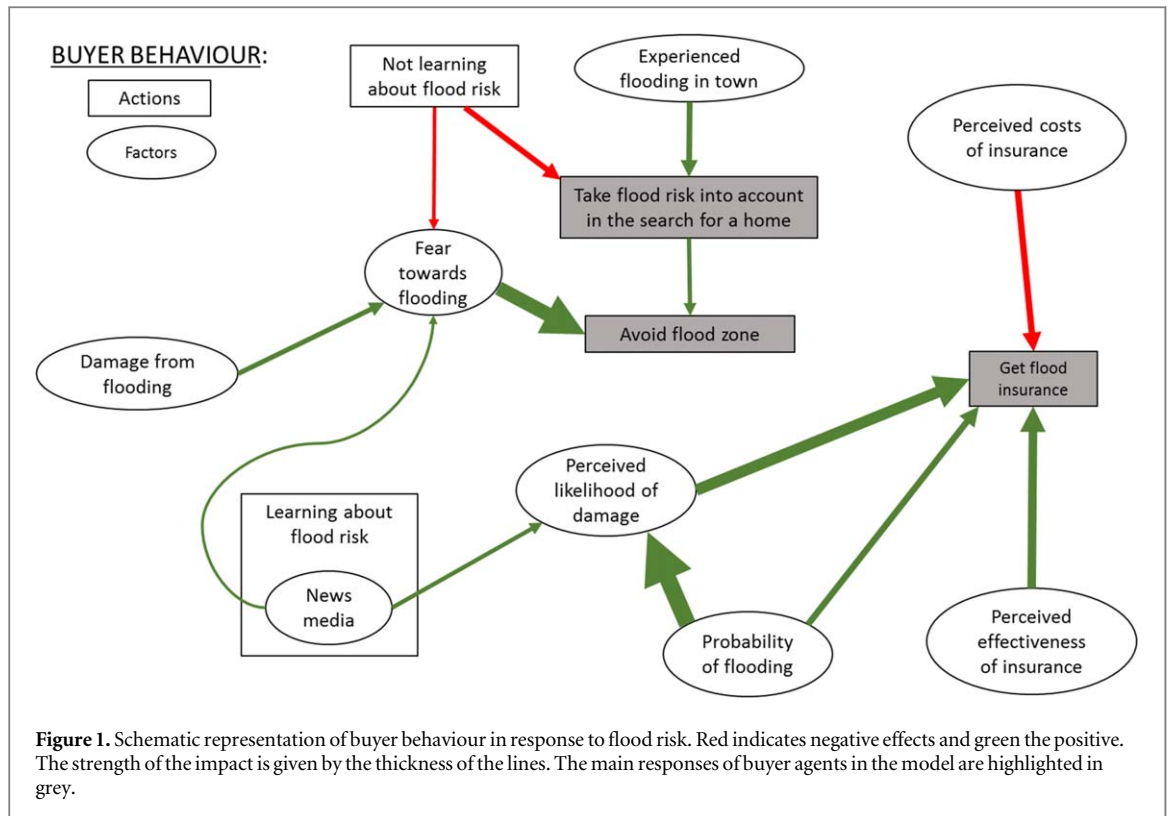 BUYER BEHAVIOUR:
Actions
Factors
Not learning
about flood risk
Experienced
flooding in town
Perceived costs
of insurance
Take flood risk into account
in the search for a home
Fear
towards
flooding
Avoid flood zone
Damage from
flooding
Get flood
insurance
Perceived
likelihood of
damage
Learning about
flood risk
News
media
Probability
of flooding
Perceived
effectiveness
of insurance
Figure 1. Schematic representation of buyer behaviour in response to flood risk. Red indicates negative effects and green the positive.
The strength of the impact is given by the thickness of the lines. The main responses of buyer agents in the model are highlighted in
grey.